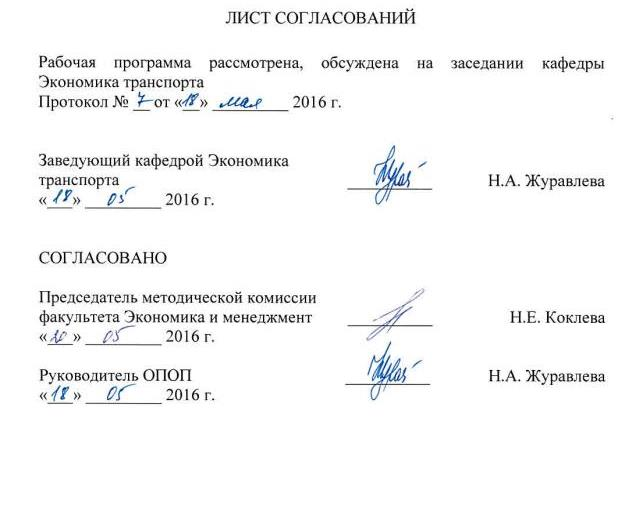 ЛИСТ СОГЛАСОВАНИЙ
Рабочая программа рассмотрена, обсуждена на заседании кафедры
Экономика транспорта
Протокол № 7 от «18» мая 2016 г.
Заведующий кафедрой Экономика
транспорта Н.А. Журавлева
«18» 05 2016 г.
СОГЛАСОВАНО
Председатель методической комиссии
факультета Экономика и менеджмент Н.Е. Коклева
«20» 05 2016 г.
Руководитель ОПОП Н.А. Журавлева
«18» 05 2016 г.